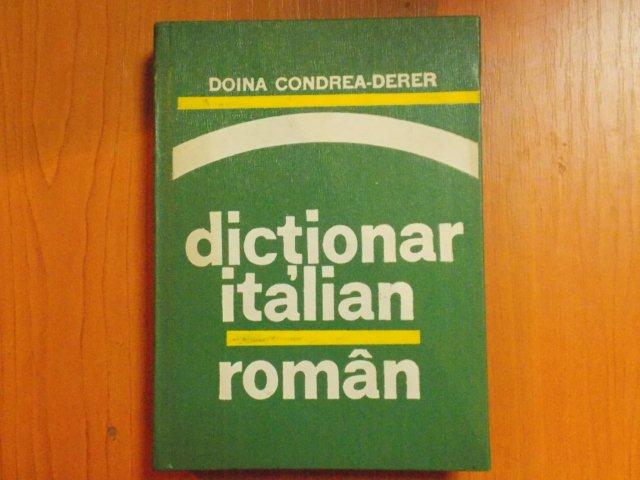 DOINA CONDREA-DERER
dicționar
italian
român